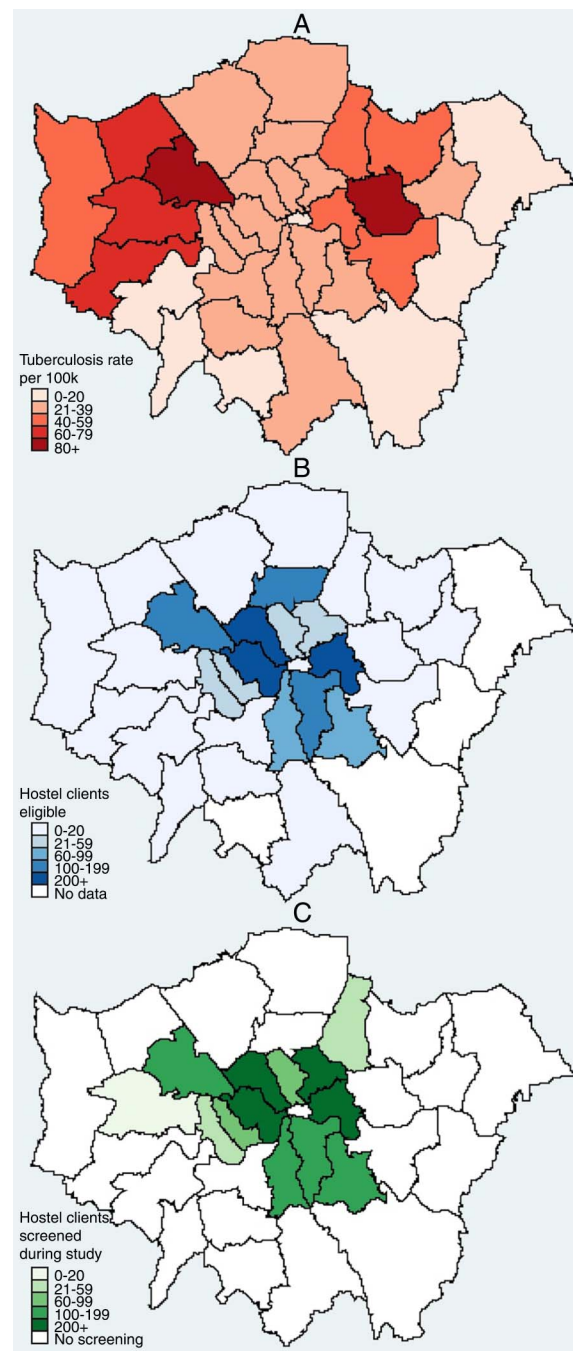 A
Tuberculosis rate
per 100k
0-20
21-39
40-59
60-79
80+
B
Hostel clients
eligible
0-20
21-59
60-99
100-199
200+
No data
C
Hostel clients
screened
during study
0-20
21-59
60-99
100-199
200+
No screening